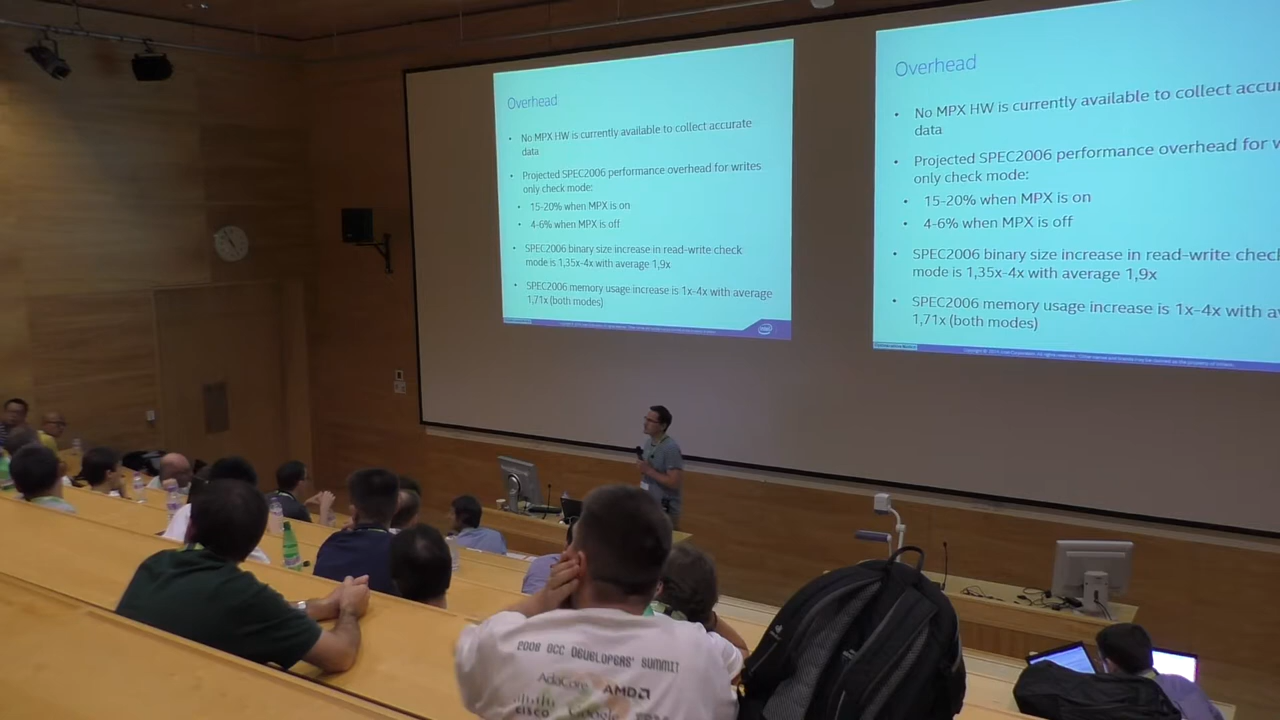 Overhead
• No MPX HW is currently available to collect accurate
data
• Projected SPEC2006 performance overhead for writes
only check mode:
• 15-20% when MPX is on
• 4-6% when MPX is off
• SPEC2006 binary size increase in read-write check
mode is 1,35x-4x with average 1,9x
• SPEC2006 memory usage increase is 1x-4x with average
1,71x (both modes)
Overhead
• No MPX HW is currently available to collect accu
data
• Projected SPEC2006 performance overhead for w
only check mode:
• 15-20% when MPX is on
• 4-6% when MPX is off
• SPEC2006 binary size increase in read-write chec
mode is 1,35x-4x with average 1,9x
• SPEC2006 memory usage increase is 1x-4x with a
1,71x (both modes)
2008 GCC DEVELOPERS' SUMMIT
AdaCore AMD
CISCO Google